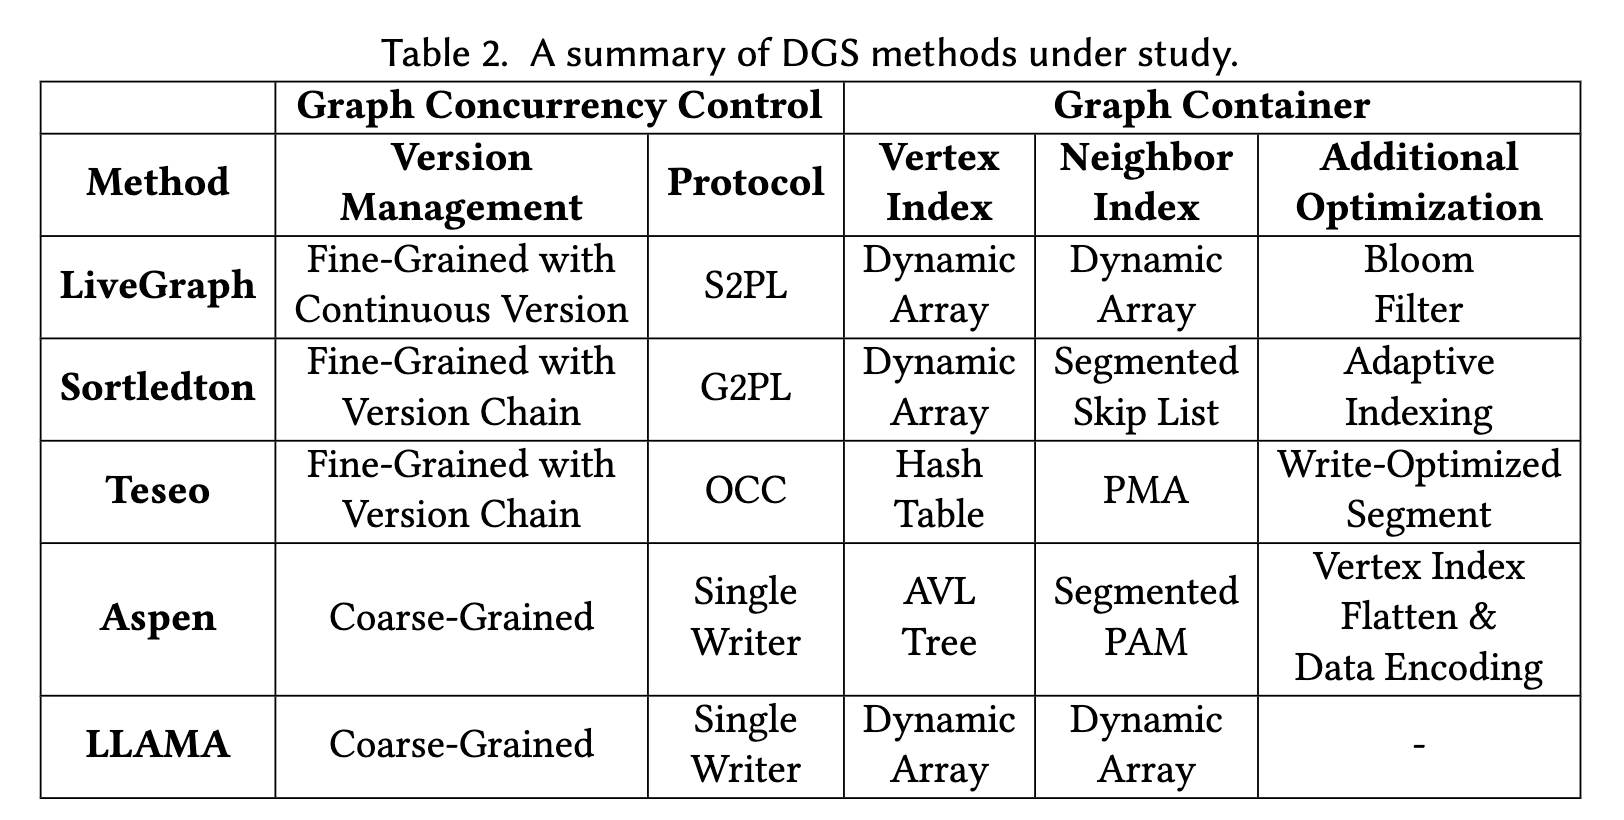 Table 2. A summary of DGS methods under study.
Graph Concurrency Control Graph Container
Method Version Management Protocol Vertex Index Neighbor Index Additional Optimization
LiveGraph Fine-Grained with Continuous Version S2PL Dynamic Array Dynamic Array Bloom Filter
Sortledton Fine-Grained with Version Chain G2PL Dynamic Array Segmented Skip List Adaptive Indexing
Teseo Fine-Grained with Version Chain OCC Hash Table PMA Write-Optimized Segment
Aspen Coarse-Grained Single Writer AVL Tree Segmented PAM Vertex Index Flatten & Data Encoding
LLAMA Coarse-Grained Single Writer Dynamic Array Dynamic Array -